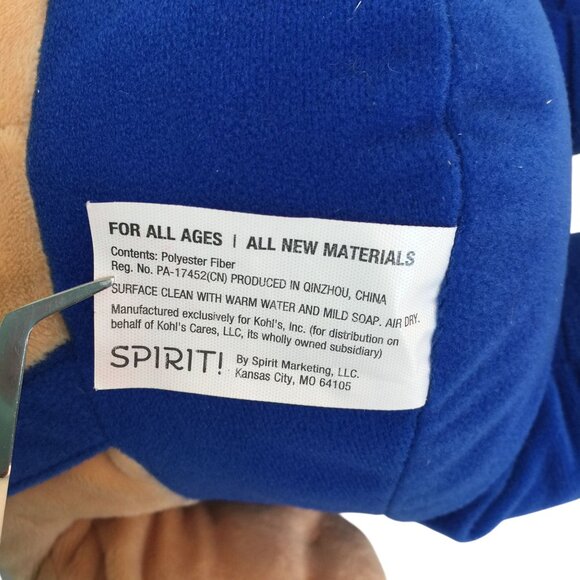 FOR ALL AGES | ALL NEW MATERIALS
Contents: Polyester Fiber
Reg. No. PA-17452(CN) PRODUCED IN QINZHOU, CHINA
SURFACE CLEAN WITH WARM WATER AND MILD SOAP. AIR DRY.
Manufactured exclusively for Kohl's, Inc. (for distribution on
behalf of Kohl's Cares, LLC, its wholly owned subsidiary)
SPIRIT! By Spirit Marketing, LLC.
Kansas City, MO 64105